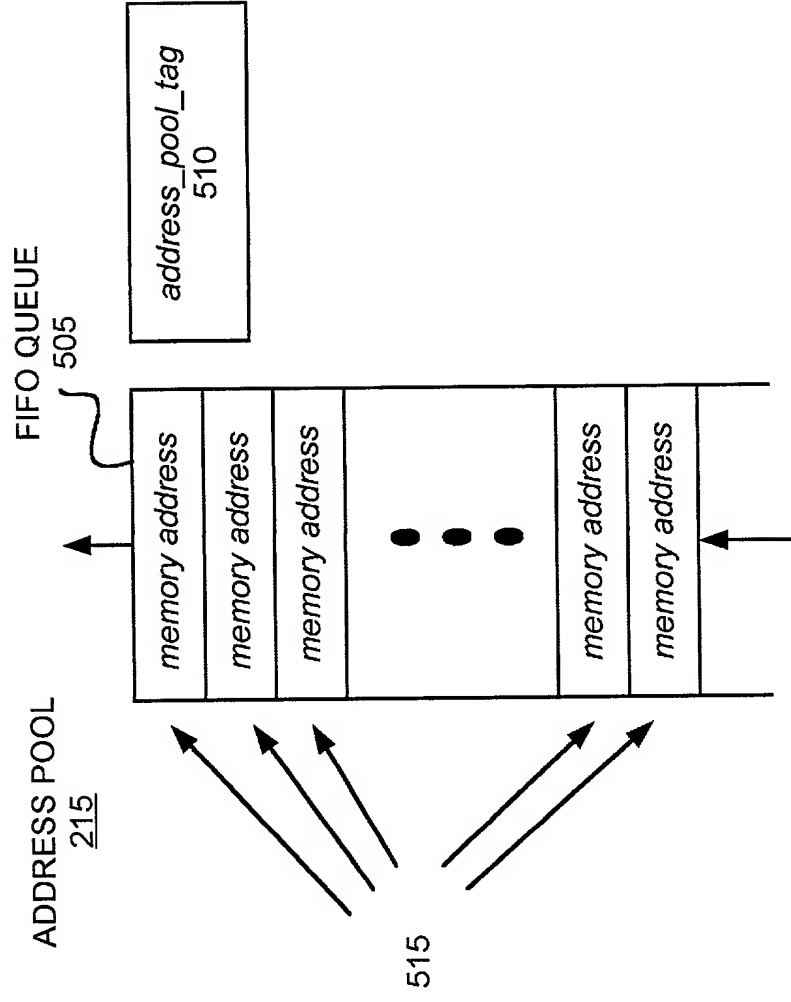 ADDRESS POOL
215
FIFO QUEUE
505
memory address
memory address
memory address
memory address
memory address
address_pool_tag
510
515